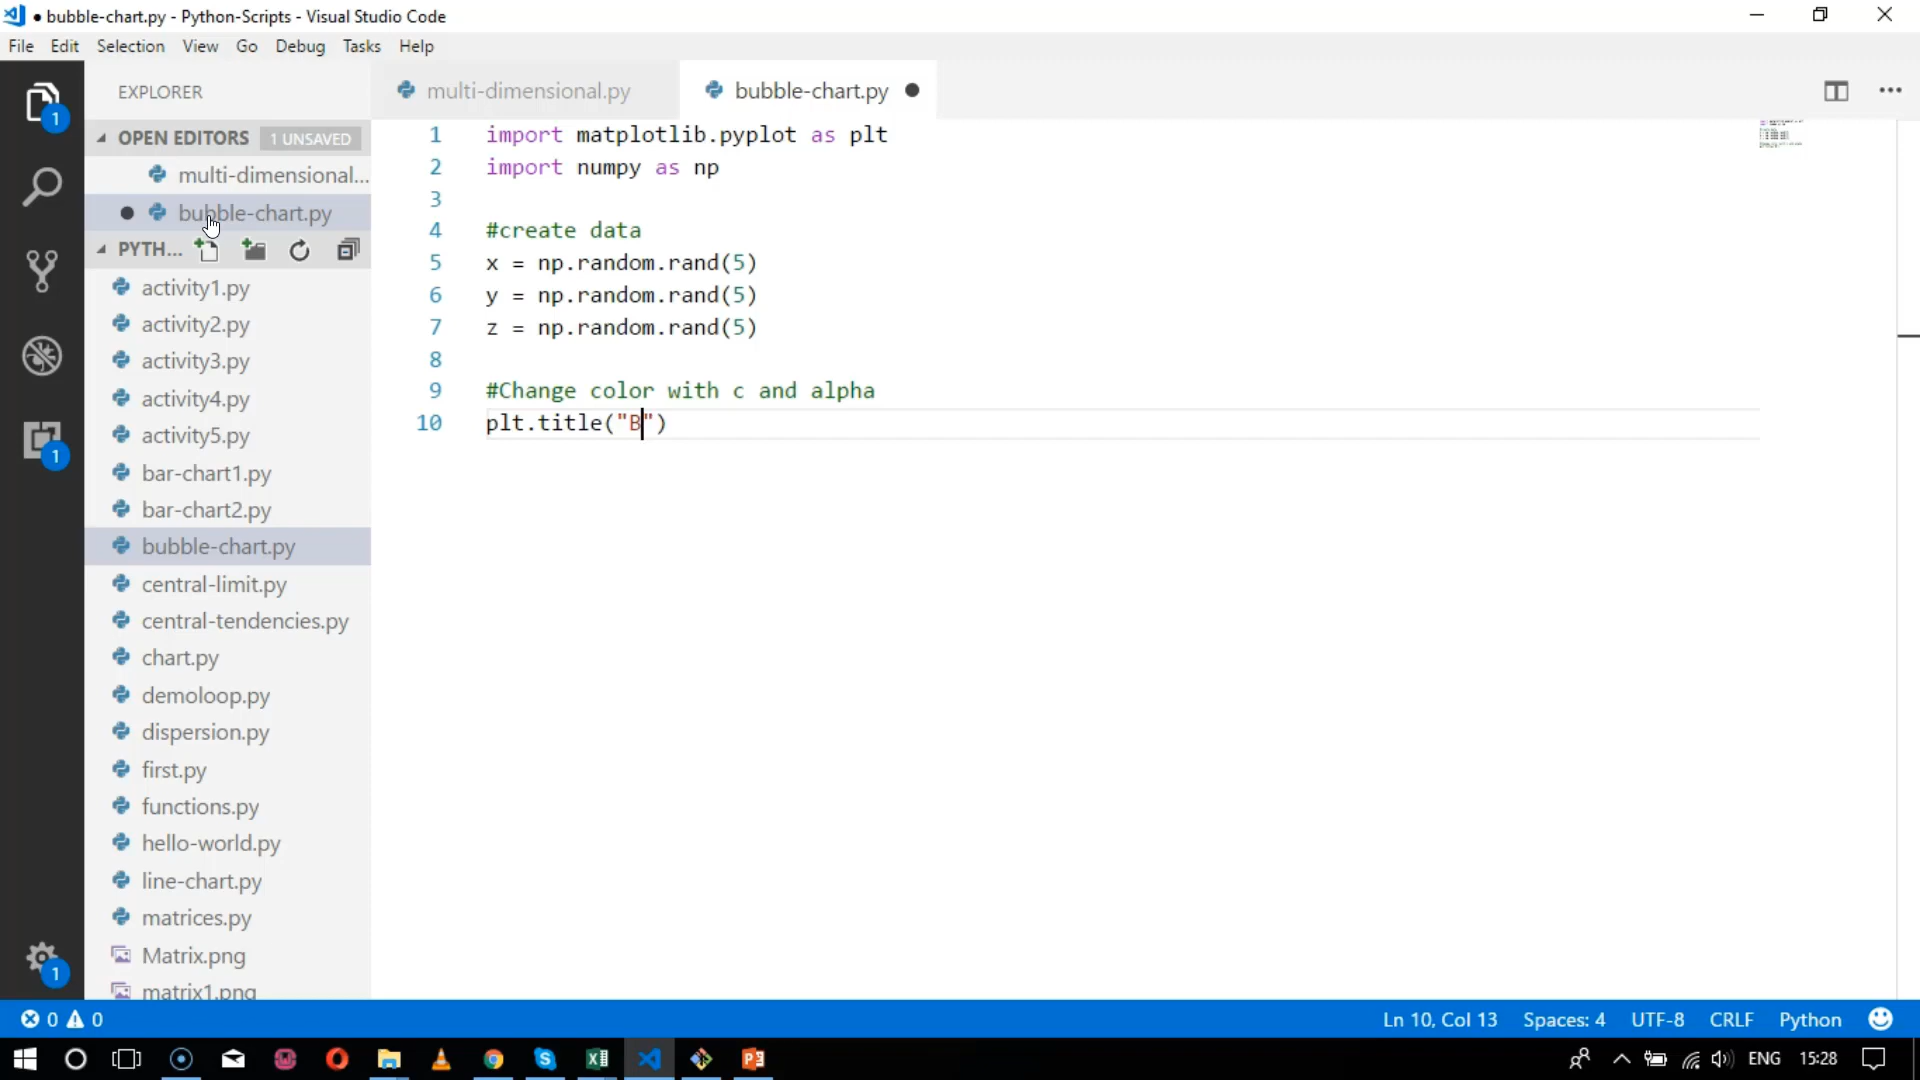 bubble-chart.py - Python-Scripts - Visual Studio Code
File Edit Selection View Go Debug Tasks Help
EXPLORER
OPEN EDITORS 1 UNSAVED
multi-dimensional...
bubble-chart.py
PYTH...
activity1.py
activity2.py
activity3.py
activity4.py
activity5.py
bar-chart1.py
bar-chart2.py
bubble-chart.py
central-limit.py
central-tendencies.py
chart.py
demoloop.py
dispersion.py
first.py
functions.py
hello-world.py
line-chart.py
matrices.py
Matrix.png
matrix1.png
1
1
1
multi-dimensional.py bubble-chart.py
1 import matplotlib.pyplot as plt
2 import numpy as np
3
4 #create data
5 x = np.random.rand(5)
6 y = np.random.rand(5)
7 z = np.random.rand(5)
8
9 #Change color with c and alpha
10 plt.title("B")
0 0 Ln 10, Col 13 Spaces: 4 UTF-8 CRLF Python
ENG 15:28